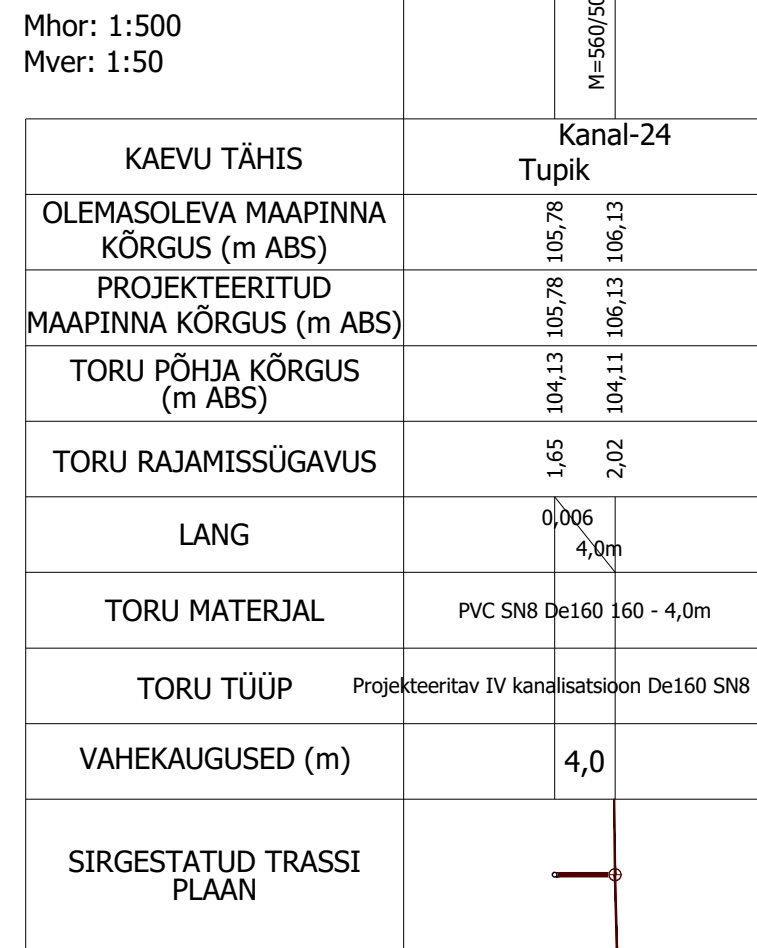 Mhor: 1:500
Mver: 1:50
M=560/50
KAEVU TÄHIS
Kanal-24
Tupik
OLEMASOLEVA MAAPINNA
KÕRGUS (m ABS)
105,78
106,13
PROJEKTEERITUD
MAAPINNA KÕRGUS (m ABS)
105,78
106,13
TORU PÕHJA KÕRGUS
(m ABS)
104,13
104,11
TORU RAJAMISSÜGAVUS
1,65
2,02
LANG
0,006
4,0m
TORU MATERJAL
PVC SN8 De160 160 - 4,0m
TORU TÜÜP
Projekteeritav IV kanalisatsioon De160 SN8
VAHEKAUGUSED (m)
4,0
SIRGESTATUD TRASSI
PLAAN